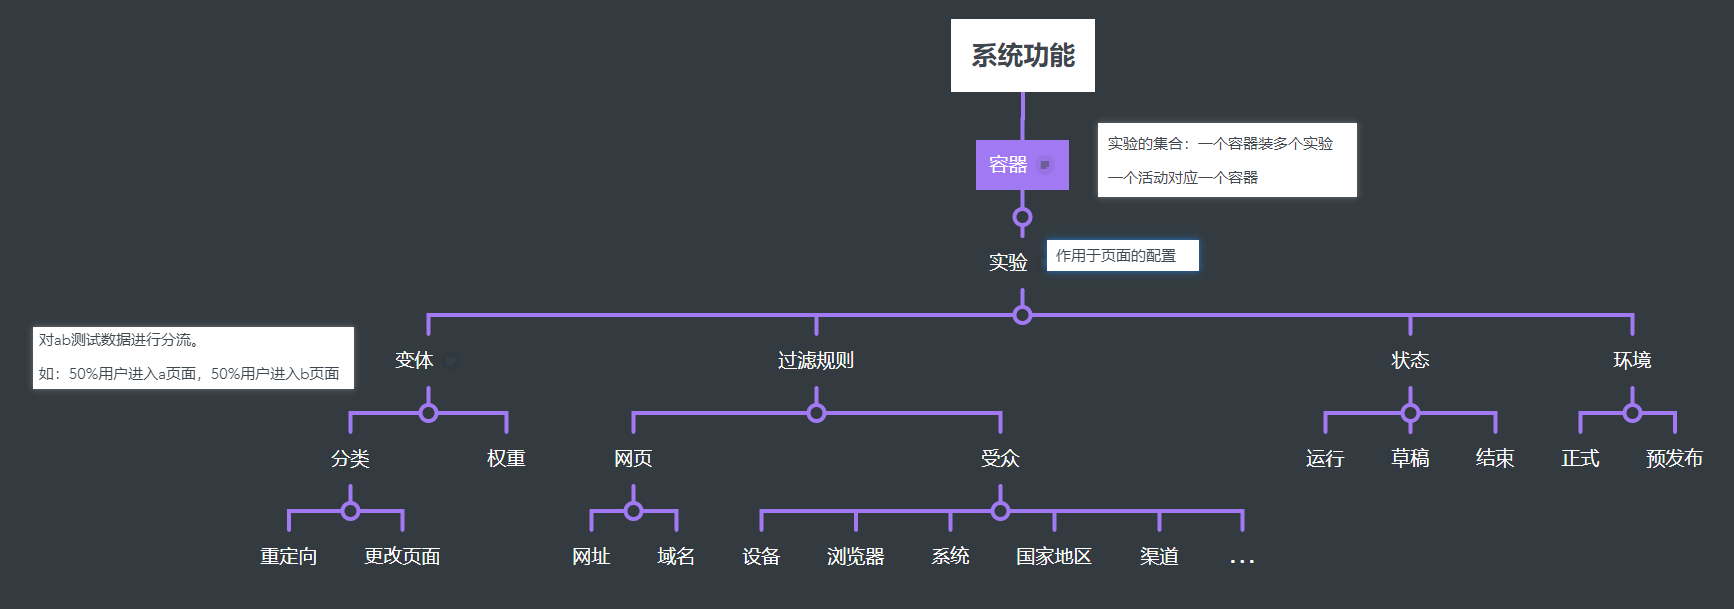 系统功能
容器
实验的集合：一个容器装多个实验
一个活动对应一个容器
实验
作用于页面的配置
对ab测试数据进行分流。
如：50%用户进入a页面，50%用户进入b页面
变体
过滤规则
状态
环境
分类
权重
网页
受众
运行
草稿
结束
正式
预发布
重定向
更改页面
网址
域名
设备
浏览器
系统
国家地区
渠道
...